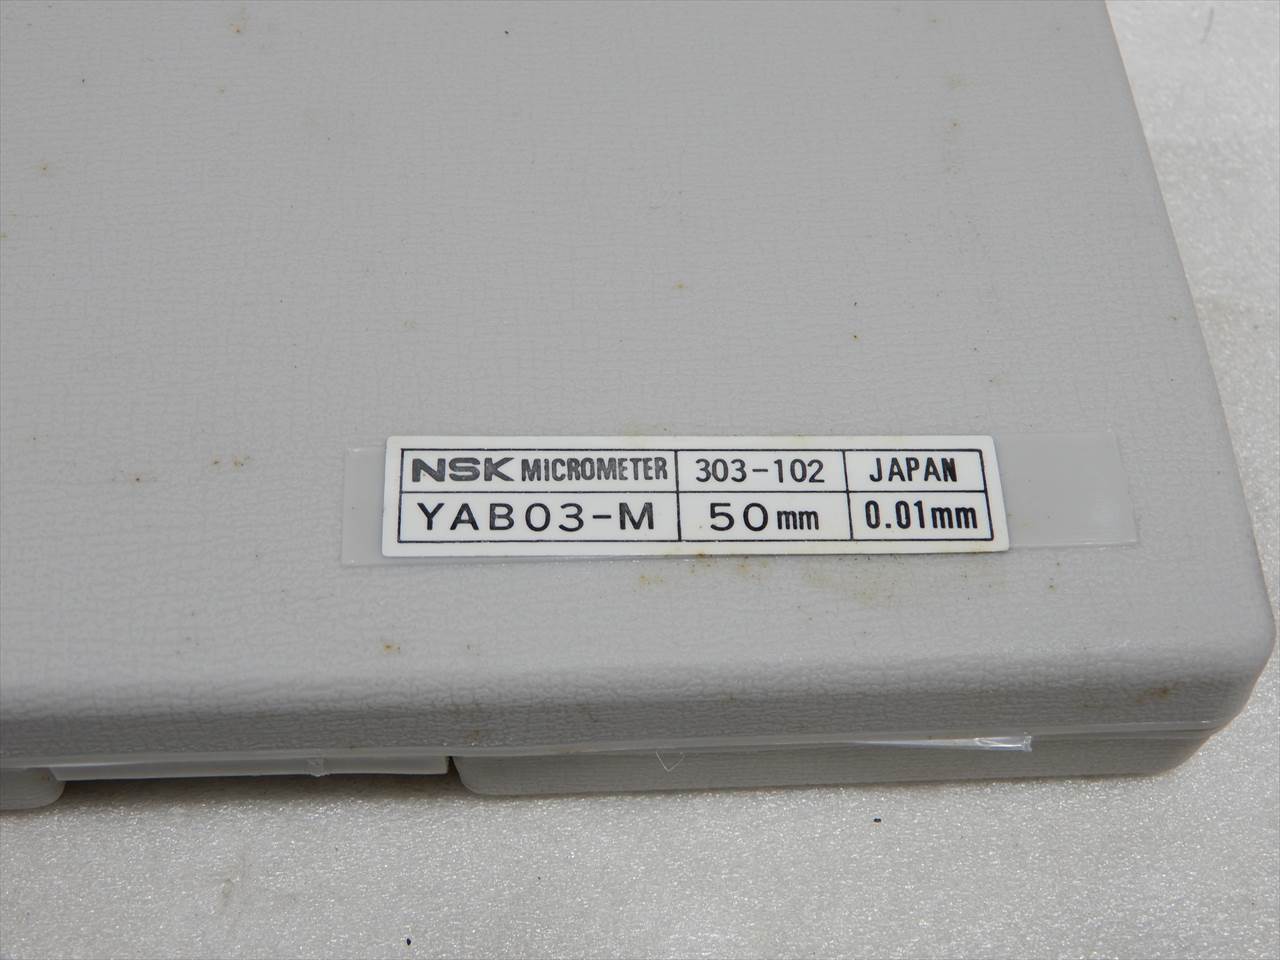 NSK MICROMETER 303-102 JAPAN
YAB03-M 50mm 0.01mm